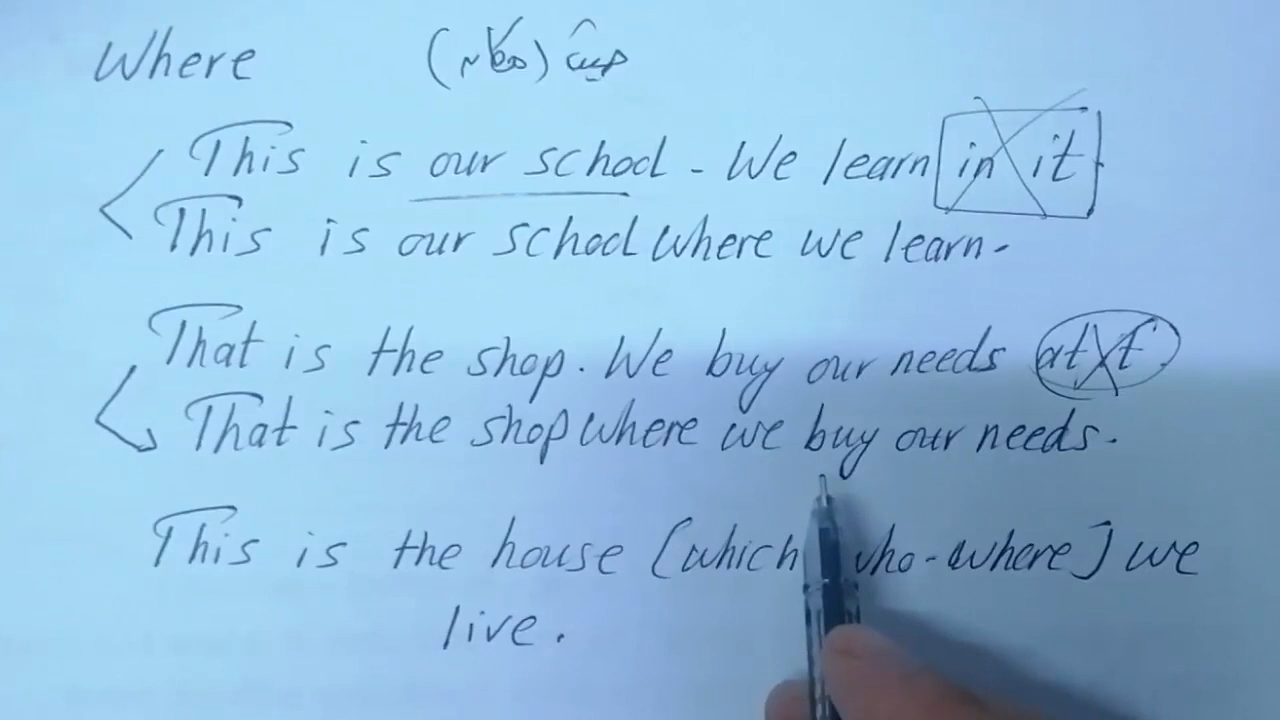 Where (مكان) حيث
This is our school - We learn in it
This is our school where we learn.
That is the shop. We buy our needs at it
That is the shop where we buy our needs.
This is the house [which who - where] we
live.